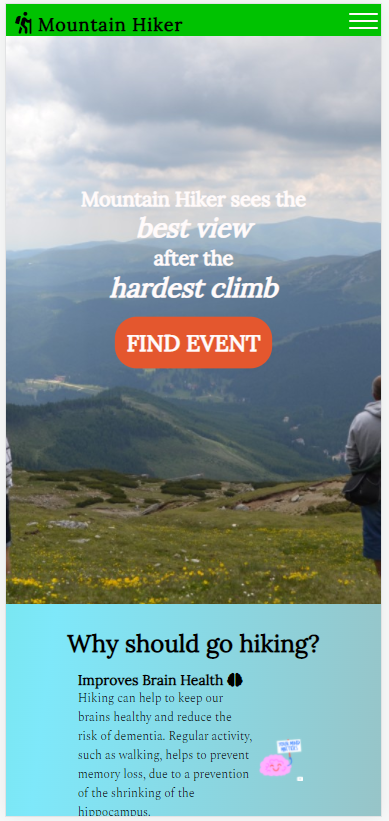 Mountain Hiker
Mountain Hiker sees the
best view
after the
hardest climb
FIND EVENT
Why should go hiking?
Improves Brain Health
Hiking can help to keep our
brains healthy and reduce the
risk of dementia. Regular activity,
such as walking, helps to prevent
memory loss, due to a prevention
of the shrinking of the
hippocampus.